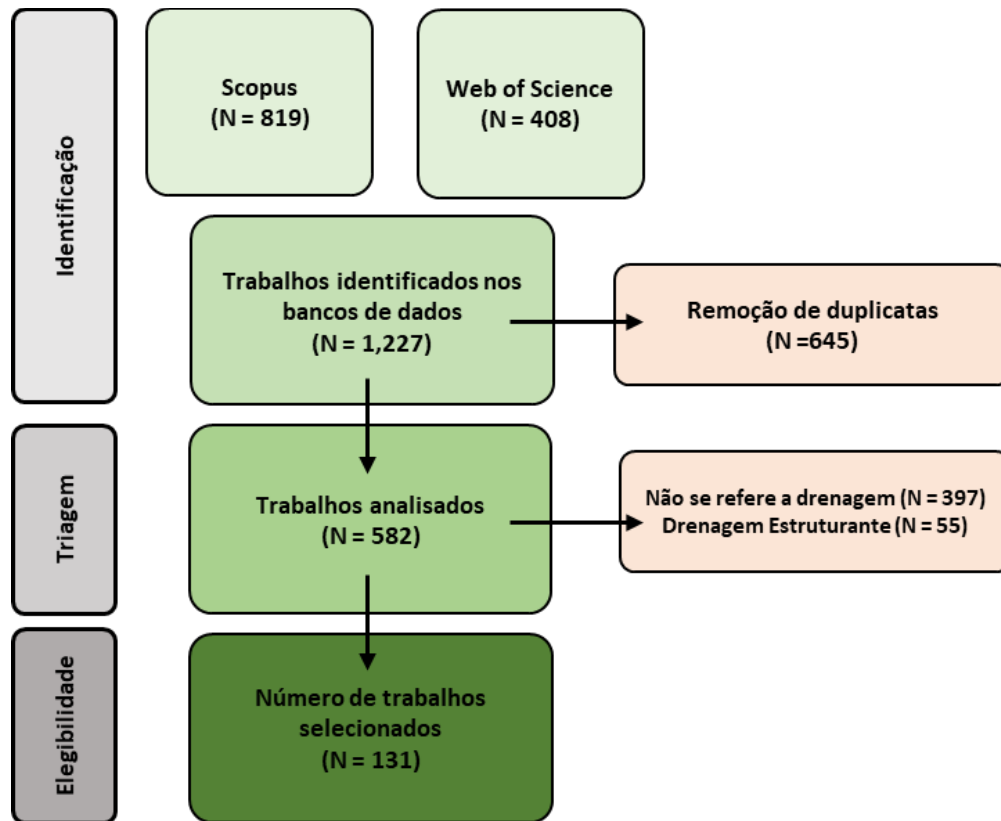 Identificação
Scopus
(N = 819)
Web of Science
(N = 408)
Trabalhos identificados nos
bancos de dados
(N = 1,227)
Remoção de duplicatas
(N =645)
Triagem
Trabalhos analisados
(N = 582)
Não se refere a drenagem (N = 397)
Drenagem Estruturante (N = 55)
Elegibilidade
Número de trabalhos
selecionados
(N = 131)